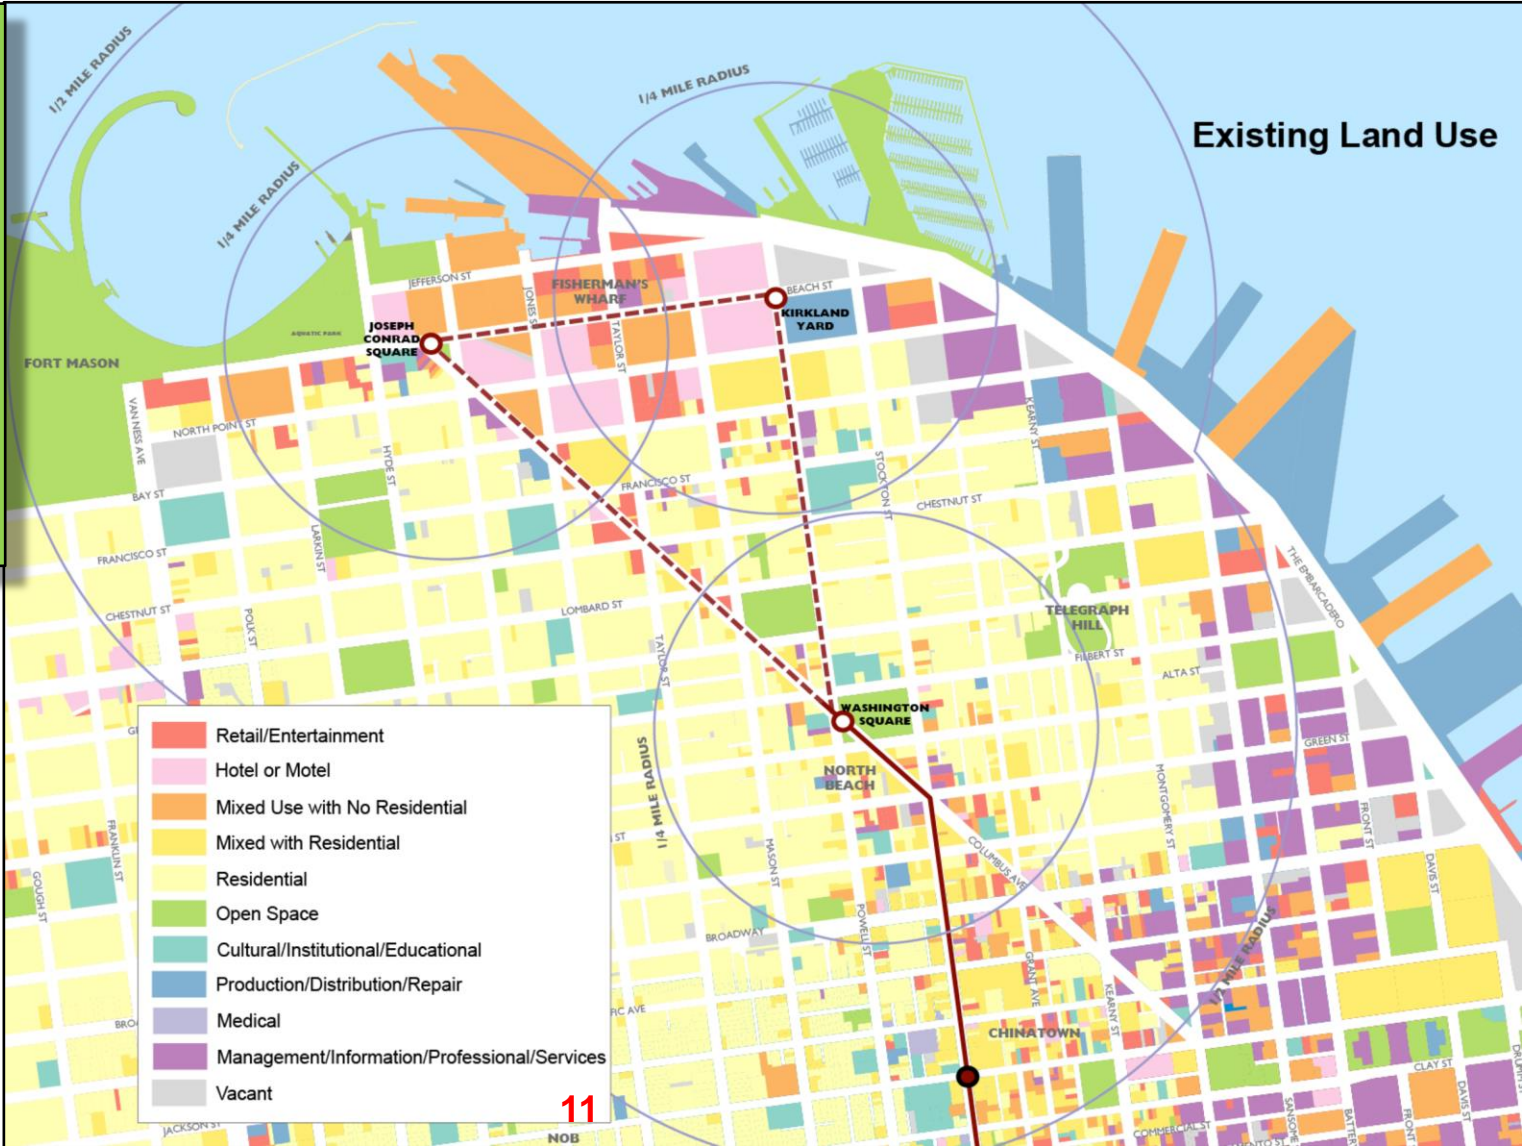 1/2 MILE RADIUS
1/4 MILE RADIUS
1/4 MILE RADIUS
Existing Land Use
JEFFERSON ST
FISHERMAN'S
WHARF
BEACH ST
KIRKLAND
YARD
JOSEPH
CONRAD
SQUARE
AQUATIC PARK
FORT MASON
JONES S
TAYLOR ST
VAN NESS AVE
NORTH POINT ST
HYDE ST
KEARNY ST
BAY ST
FRANCISCO ST
STOCKTON ST
CHESTNUT ST
FRANCISCO ST
LARKIN ST
THE EMBARCADERO
CHESTNUT ST
POLK ST
LOMBARD ST
TELEGRAPH
HILL
TAYLOR ST
FILBERT ST
ALTA ST
WASHINGTON
SQUARE
GREEN ST
NORTH
BEACH
1/4 MILE RADIUS
MONTGOMERY ST
FRONT ST
DAVIS ST
FRANKLIN ST
GOUGH ST
MASON ST
COLUMBUS AVE
POWELL ST
BROADWAY
1/2 MILE RADIUS
GRANT AVE
KEARNY ST
CHINATOWN
Retail/Entertainment
Hotel or Motel
Mixed Use with No Residential
Mixed with Residential
Residential
Open Space
Cultural/Institutional/Educational
Production/Distribution/Repair
Medical
Management/Information/Professional/Services
Vacant
11
BRO
FIC AVE
CLAY ST
DAVIS ST
JACKSON ST
NOB
COMMERCIAL ST
SANSOME
FRONT